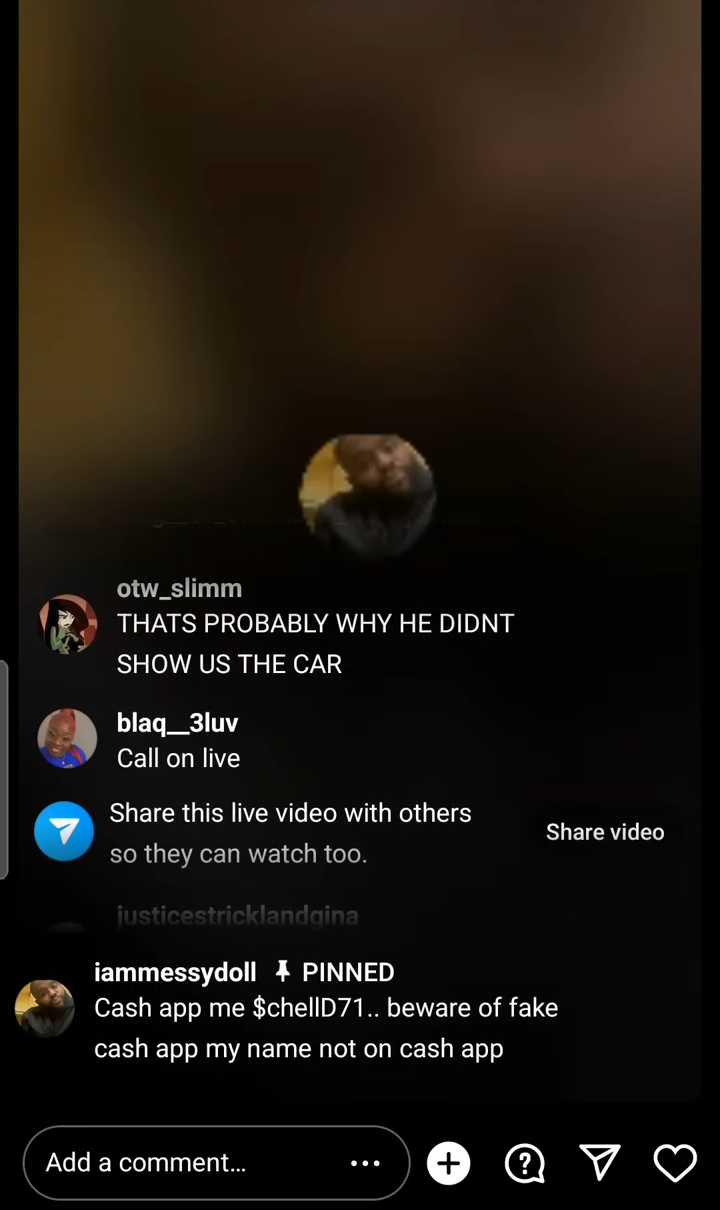 otw_slimm
THATS PROBABLY WHY HE DIDNT
SHOW US THE CAR
blaq__3luv
Call on live
Share this live video with others
so they can watch too.
Share video
justicestricklandgina
iammessydoll PINNED
Cash app me $chellD71.. beware of fake
cash app my name not on cash app
Add a comment...